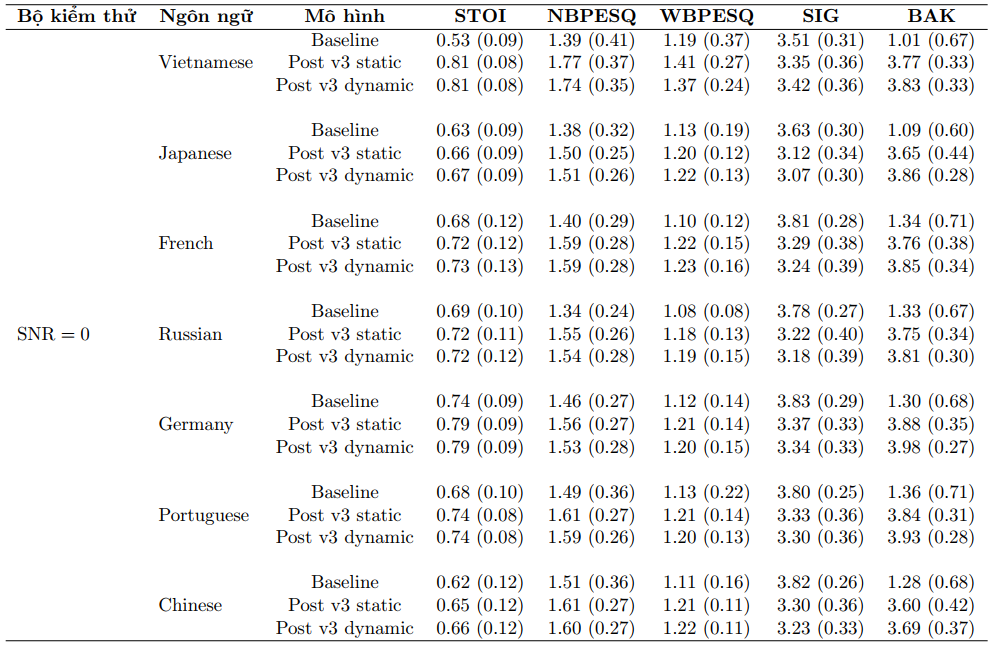 Bộ kiểm thử Ngôn ngữ Mô hình STOI NBPESQ WBPESQ SIG BAK
Baseline 0.53 (0.09) 1.39 (0.41) 1.19 (0.37) 3.51 (0.31) 1.01 (0.67)
Vietnamese Post v3 static 0.81 (0.08) 1.77 (0.37) 1.41 (0.27) 3.35 (0.36) 3.77 (0.33)
Post v3 dynamic 0.81 (0.08) 1.74 (0.35) 1.37 (0.24) 3.42 (0.36) 3.83 (0.33)
Baseline 0.63 (0.09) 1.38 (0.32) 1.13 (0.19) 3.63 (0.30) 1.09 (0.60)
Japanese Post v3 static 0.66 (0.09) 1.50 (0.25) 1.20 (0.12) 3.12 (0.34) 3.65 (0.44)
Post v3 dynamic 0.67 (0.09) 1.51 (0.26) 1.22 (0.13) 3.07 (0.30) 3.86 (0.28)
Baseline 0.68 (0.12) 1.40 (0.29) 1.10 (0.12) 3.81 (0.28) 1.34 (0.71)
French Post v3 static 0.72 (0.12) 1.59 (0.28) 1.22 (0.15) 3.29 (0.38) 3.76 (0.38)
Post v3 dynamic 0.73 (0.13) 1.59 (0.28) 1.23 (0.16) 3.24 (0.39) 3.85 (0.34)
Baseline 0.69 (0.10) 1.34 (0.24) 1.08 (0.08) 3.78 (0.27) 1.33 (0.67)
SNR = 0 Russian Post v3 static 0.72 (0.11) 1.55 (0.26) 1.18 (0.13) 3.22 (0.40) 3.75 (0.34)
Post v3 dynamic 0.72 (0.12) 1.54 (0.28) 1.19 (0.15) 3.18 (0.39) 3.81 (0.30)
Baseline 0.74 (0.09) 1.46 (0.27) 1.12 (0.14) 3.83 (0.29) 1.30 (0.68)
Germany Post v3 static 0.79 (0.09) 1.56 (0.27) 1.21 (0.14) 3.37 (0.33) 3.88 (0.35)
Post v3 dynamic 0.79 (0.09) 1.53 (0.28) 1.20 (0.15) 3.34 (0.33) 3.98 (0.27)
Baseline 0.68 (0.10) 1.49 (0.36) 1.13 (0.22) 3.80 (0.25) 1.36 (0.71)
Portuguese Post v3 static 0.74 (0.08) 1.61 (0.27) 1.21 (0.14) 3.33 (0.36) 3.84 (0.31)
Post v3 dynamic 0.74 (0.08) 1.59 (0.26) 1.20 (0.13) 3.30 (0.36) 3.93 (0.28)
Baseline 0.62 (0.12) 1.51 (0.36) 1.11 (0.16) 3.82 (0.26) 1.28 (0.68)
Chinese Post v3 static 0.65 (0.12) 1.61 (0.27) 1.21 (0.11) 3.30 (0.36) 3.60 (0.42)
Post v3 dynamic 0.66 (0.12) 1.60 (0.27) 1.22 (0.11) 3.23 (0.33) 3.69 (0.37)